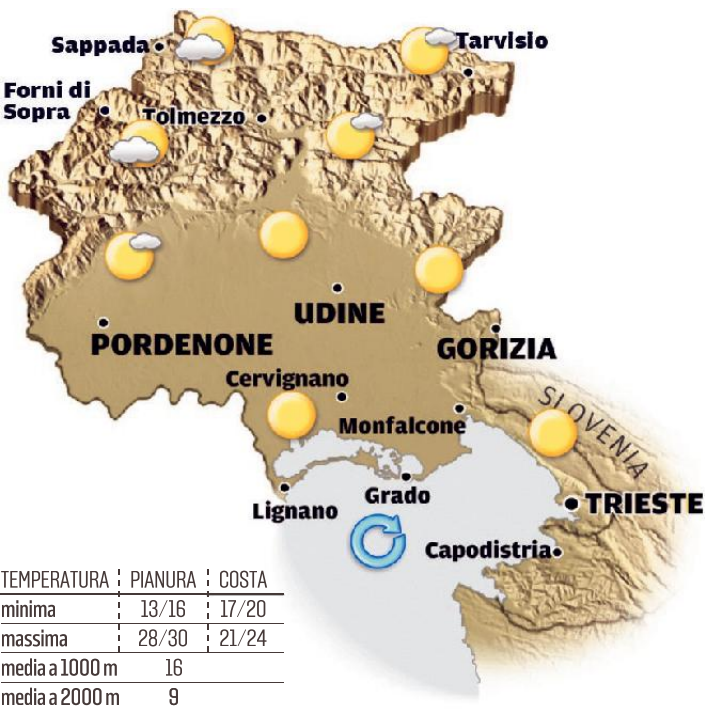 Sappada
Tarvisio
Forni di
Sopra
Tolmezzo
UDINE
PORDENONE
GORIZIA
Cervignano
SLOVENIA
Monfalcone
Grado
Lignano
TRIESTE
Capodistria
TEMPERATURA PIANURA COSTA
minima 13/16 17/20
massima 28/30 21/24
media a 1000 m 16
media a 2000 m 9